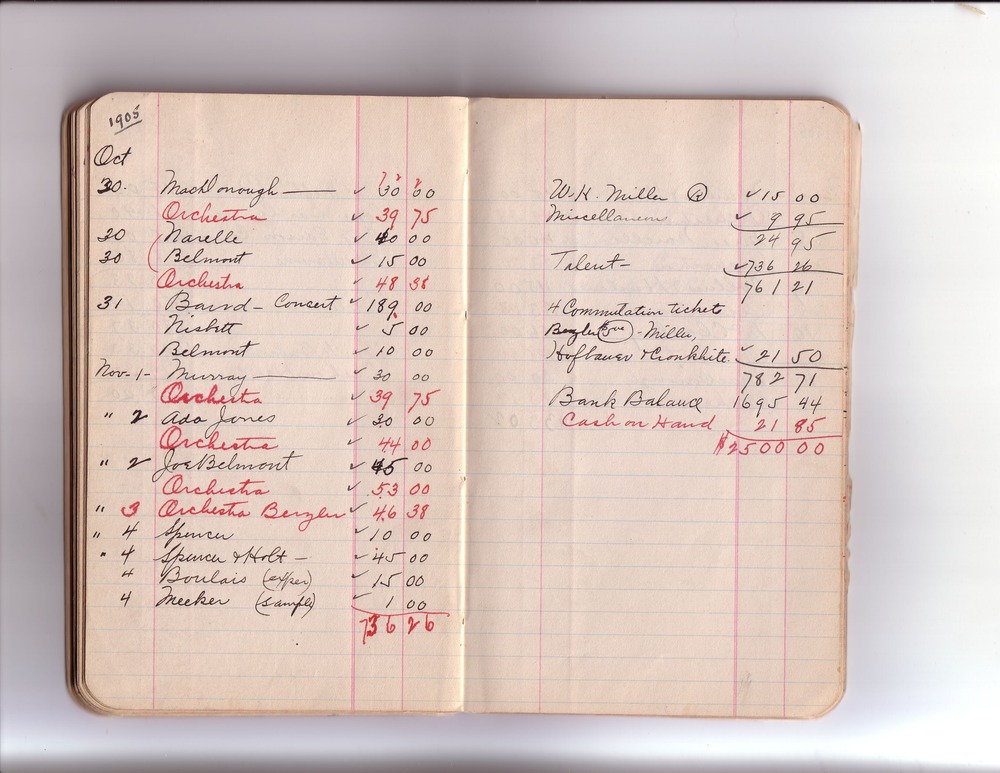 1905
Oct
30. MacDonough — ✓ 30 00
Orchestra ✓ 39 75
30 Narelle ✓ 40 00
30 Belmont ✓ 15 00
Orchestra ✓ 48 38
31 Band - Concert ✓ 189 00
Nisbett ✓ 5 00
Belmont ✓ 10 00
Nov - 1 - Murray — ✓ 30 00
Orchestra ✓ 39 75
" 2 Ada Jones ✓ 30 00
Orchestra ✓ 44 00
" 2 Joe Belmont ✓ 45 00
Orchestra ✓ 53 00
" 3 Orchestra Bergler ✓ 46 38
" 4 Spencer ✓ 10 00
" 4 Spencer & Holt - ✓ 45 00
4 Boulais (exper) ✓ 15 00
4 Meeker (sample) ✓ 1 00
736 26
W.H. Miller ✓ 15 00
Miscellaneous ✓ 9 95
24 95
Talent - ✓ 736 26
761 21
4 Commutation tickets
Bergler - Miller,
Hofbauer & Cronkhite ✓ 21 50
782 71
Bank Balance 1695 44
Cash on Hand 21 85
$2500 00